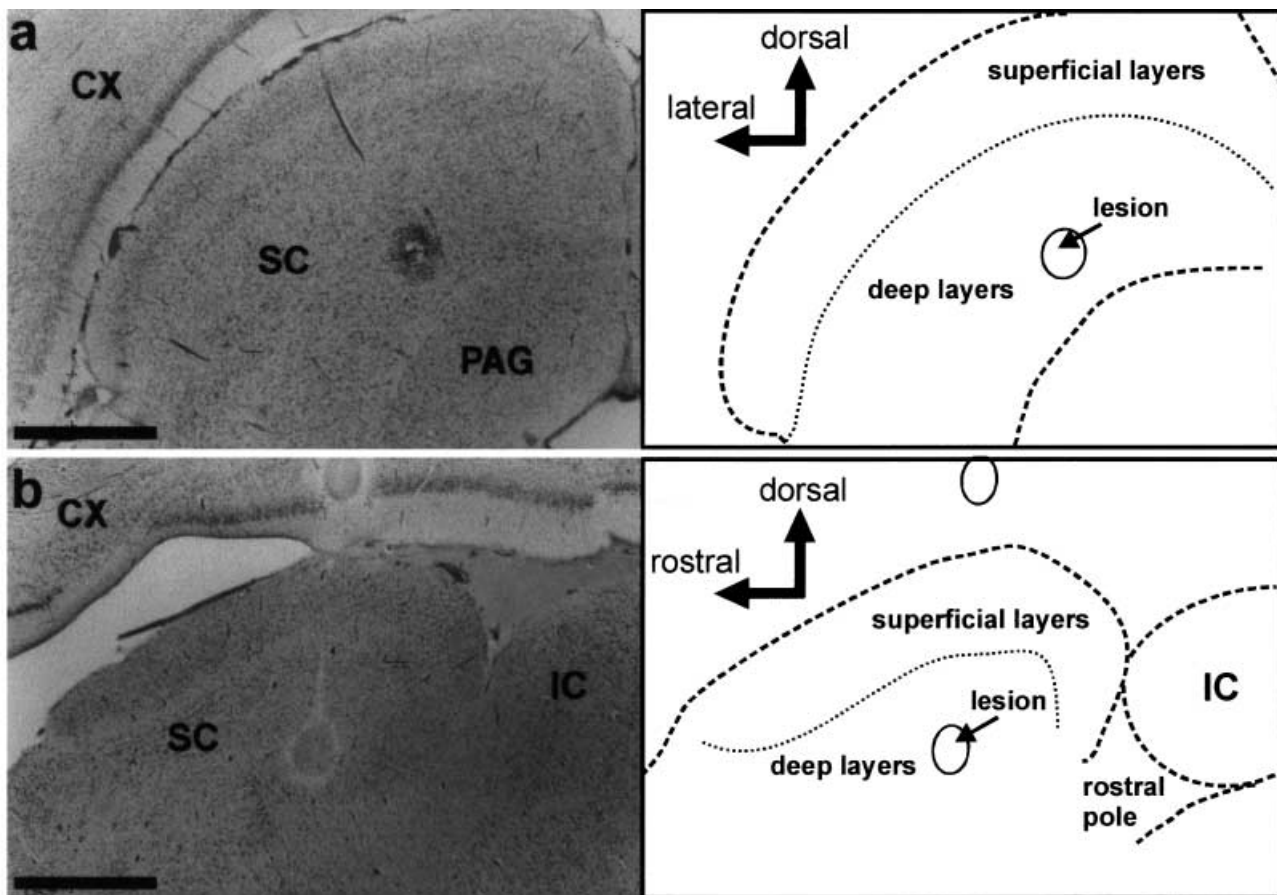 a
CX
SC
PAG
dorsal
lateral
superficial layers
lesion
deep layers
b
CX
SC
IC
dorsal
rostral
superficial layers
lesion
deep layers
IC
rostral
pole